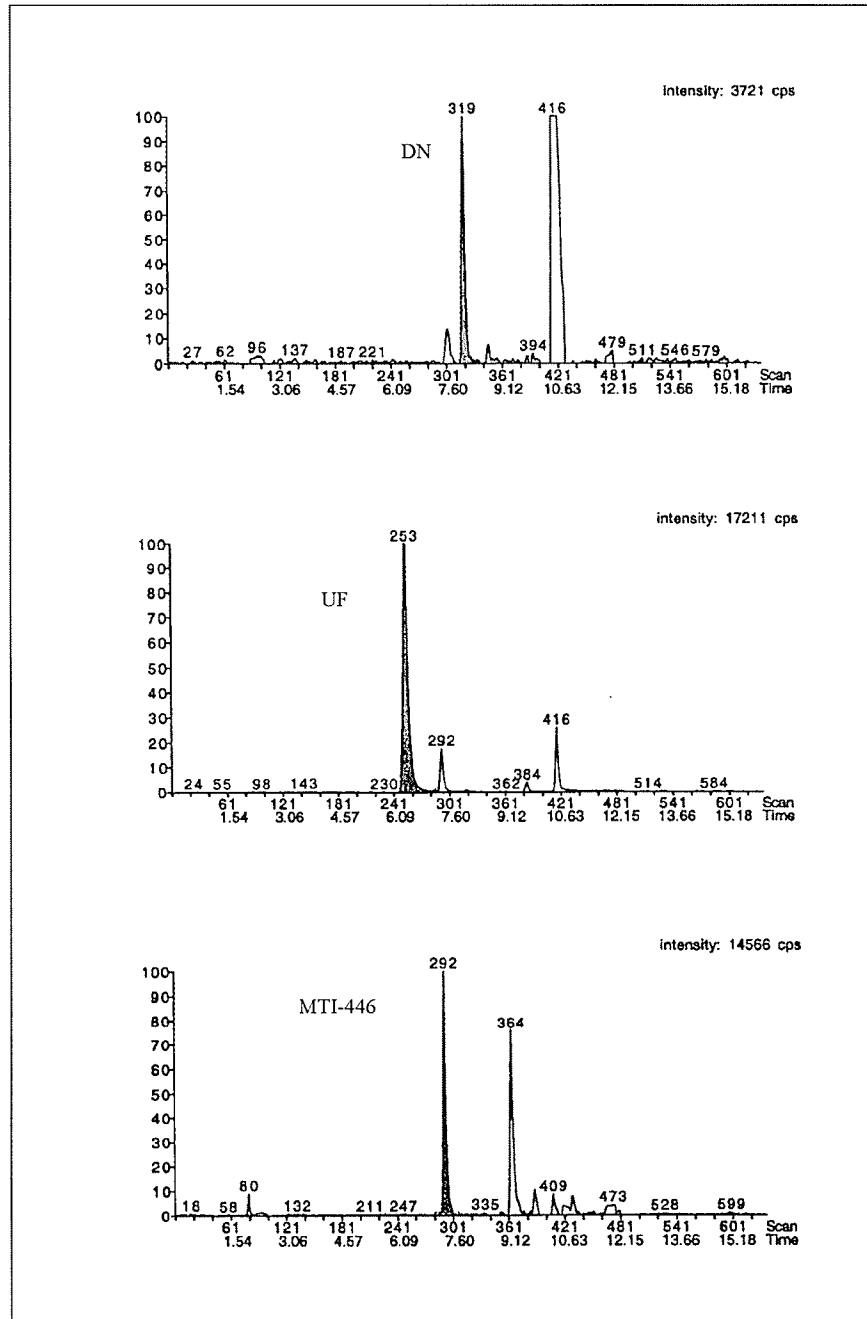 intensity: 3721 cps
319 416
100
DN
90
80
70
60
50
40
30
20
10
27 62 96 137 187 221 394 479 511 546 579
0
61 121 181 241 301 361 421 481 541 601 Scan
1.54 3.06 4.57 6.09 7.60 9.12 10.63 12.15 13.66 15.18 Time
intensity: 17211 cps
253
100
90
80
UF
70
60
50
40
30
416
292
20
10
24 55 98 143 230 362 384 514 584
0
61 121 181 241 301 361 421 481 541 601 Scan
1.54 3.06 4.57 6.09 7.60 9.12 10.63 12.15 13.66 15.18 Time
intensity: 14566 cps
292
100
MTI-446
90
80
364
70
60
50
40
30
20
80 409
10
18 58 132 211 247 335 473 528 599
0
61 121 181 241 301 361 421 481 541 601 Scan
1.54 3.06 4.57 6.09 7.60 9.12 10.63 12.15 13.66 15.18 Time